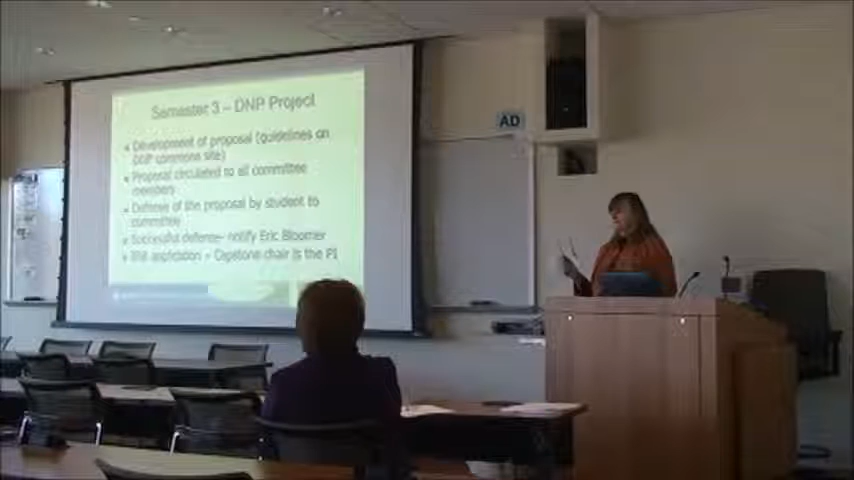 Semester 3 – DNP Project
Development of proposal (guidelines on
DNP commons site)
Proposal circulated to all committee
members
Defense of the proposal by student to
committee
Successful defense- notify Eric Bloomer
IRB application – Capstone chair is the PI
AD